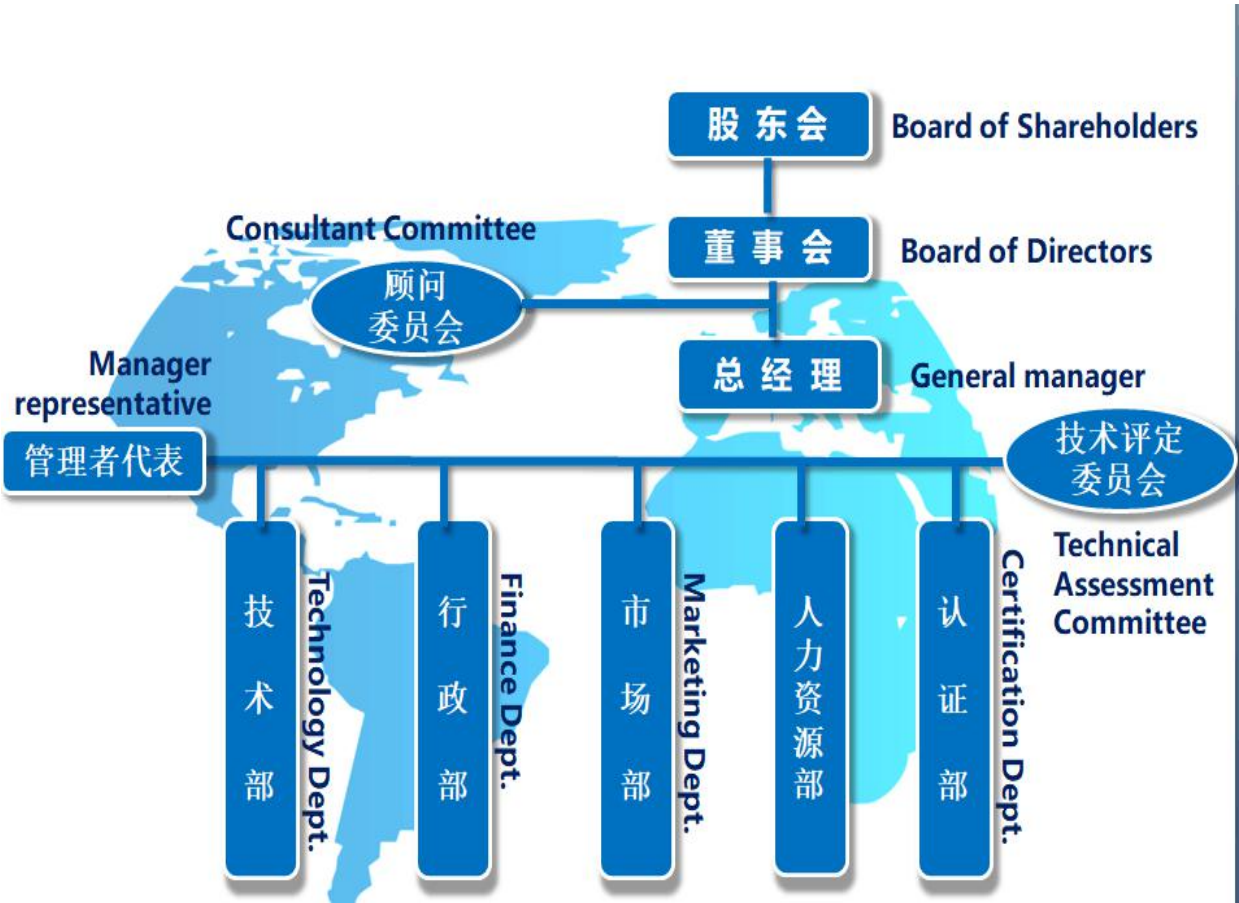 股东会
Board of Shareholders
Consultant Committee
董事会
Board of Directors
顾问
委员会
总经理
General manager
Manager
representative
管理者代表
技术评定
委员会
Technical
Assessment
Committee
技术部
Technology Dept.
行政部
Finance Dept.
市场部
Marketing Dept.
人力资源部
认证部
Certification Dept.